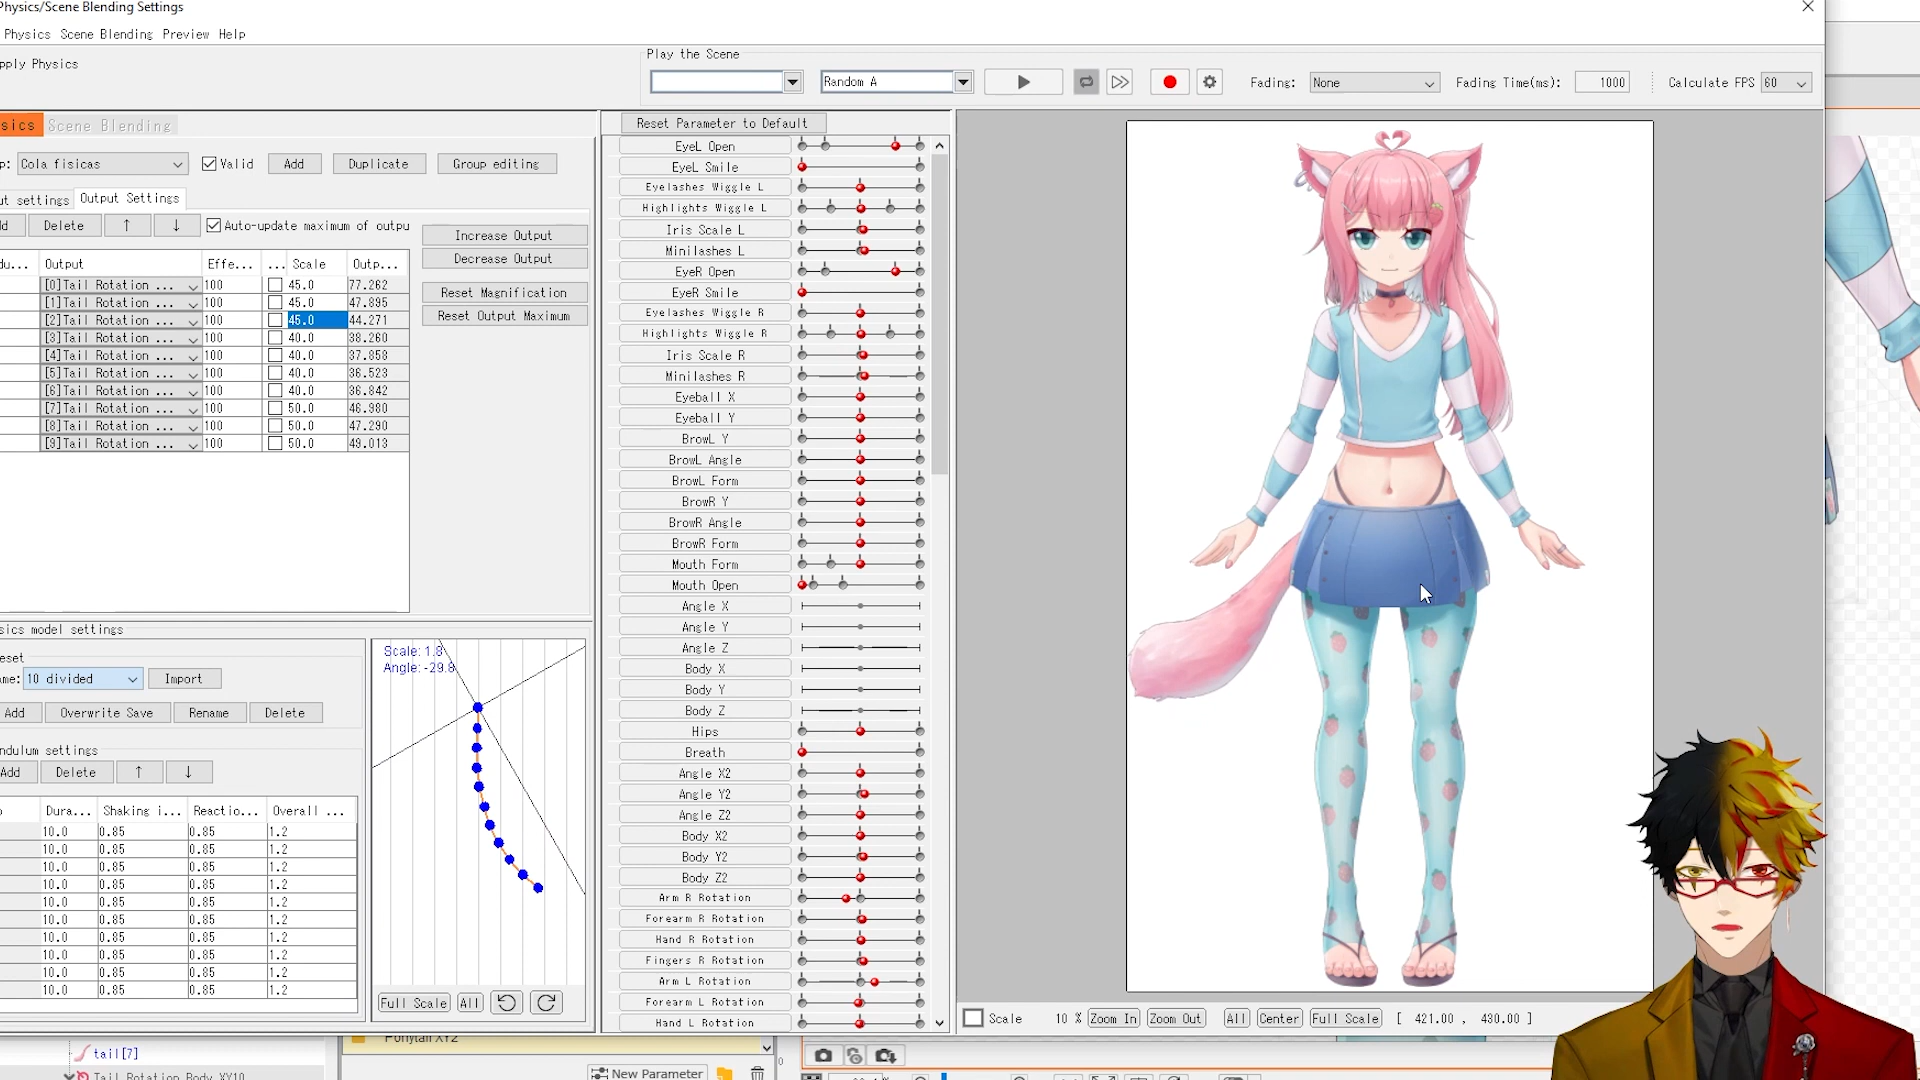 Physics/Scene Blending Settings
Physics Scene Blending Preview Help
pply Physics
Play the Scene
Random A
Fading: None Fading Time(ms): 1000 Calculate FPS 60
sics Scene Blending
p: Cola fisicas Valid Add Duplicate Group editing
ut settings Output Settings
dd Delete ↑ ↓ Auto-update maximum of outpu
Increase Output
Decrease Output
Reset Magnification
Reset Output Maximum
du... Output Effe... ... Scale Outp...
[0]Tail Rotation ... 100 45.0 77.262
[1]Tail Rotation ... 100 45.0 47.895
[2]Tail Rotation ... 100 45.0 44.271
[3]Tail Rotation ... 100 40.0 38.260
[4]Tail Rotation ... 100 40.0 37.858
[5]Tail Rotation ... 100 40.0 36.523
[6]Tail Rotation ... 100 40.0 36.842
[7]Tail Rotation ... 100 50.0 46.980
[8]Tail Rotation ... 100 50.0 47.290
[9]Tail Rotation ... 100 50.0 49.013
sics model settings
eset
ame: 10 divided Import
Add Overwrite Save Rename Delete
ndulum settings
Add Delete ↑ ↓
o Dura... Shaking i... Reactio... Overall ...
10.0 0.85 0.85 1.2
10.0 0.85 0.85 1.2
10.0 0.85 0.85 1.2
10.0 0.85 0.85 1.2
10.0 0.85 0.85 1.2
10.0 0.85 0.85 1.2
10.0 0.85 0.85 1.2
10.0 0.85 0.85 1.2
10.0 0.85 0.85 1.2
10.0 0.85 0.85 1.2
Scale: 1.8
Angle: -29.8
Full Scale All
Reset Parameter to Default
EyeL Open
EyeL Smile
Eyelashes Wiggle L
Highlights Wiggle L
Iris Scale L
Minilashes L
EyeR Open
EyeR Smile
Eyelashes Wiggle R
Highlights Wiggle R
Iris Scale R
Minilashes R
Eyeball X
Eyeball Y
BrowL Y
BrowL Angle
BrowL Form
BrowR Y
BrowR Angle
BrowR Form
Mouth Form
Mouth Open
Angle X
Angle Y
Angle Z
Body X
Body Y
Body Z
Hips
Breath
Angle X2
Angle Y2
Angle Z2
Body X2
Body Y2
Body Z2
Arm R Rotation
Forearm R Rotation
Hand R Rotation
Fingers R Rotation
Arm L Rotation
Forearm L Rotation
Hand L Rotation
Scale 10 % Zoom In Zoom Out All Center Full Scale [ 421.00 , 430.00 ]
tail[7]
Tail Rotation Body XY10
Ponytail XY2
New Parameter